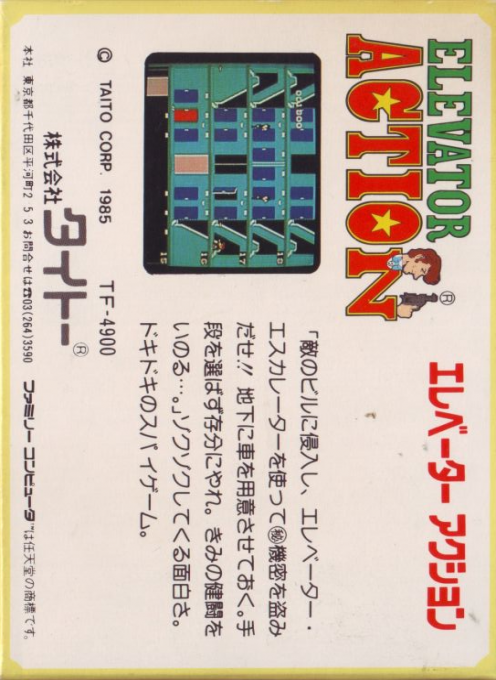 ELEVATOR
ACTION®
エレベーター アクション
「敵のビルに侵入し、エレベーター・
エスカレーターを使って㊙機密を盗み
だせ!! 地下に車を用意させておく。手
段を選ばず存分にやれ。きみの健闘を
いのる…。」ゾクゾクしてくる面白さ。
ドキドキのスパイゲーム。
© TAITO CORP. 1985
TF-4900
株式会社タイトー®
本社 東京都千代田区平河町2 5 3 お問合せは☎03(264)3590
ファミリー コンピュータ™は任天堂の商標です。
15
16
17
18